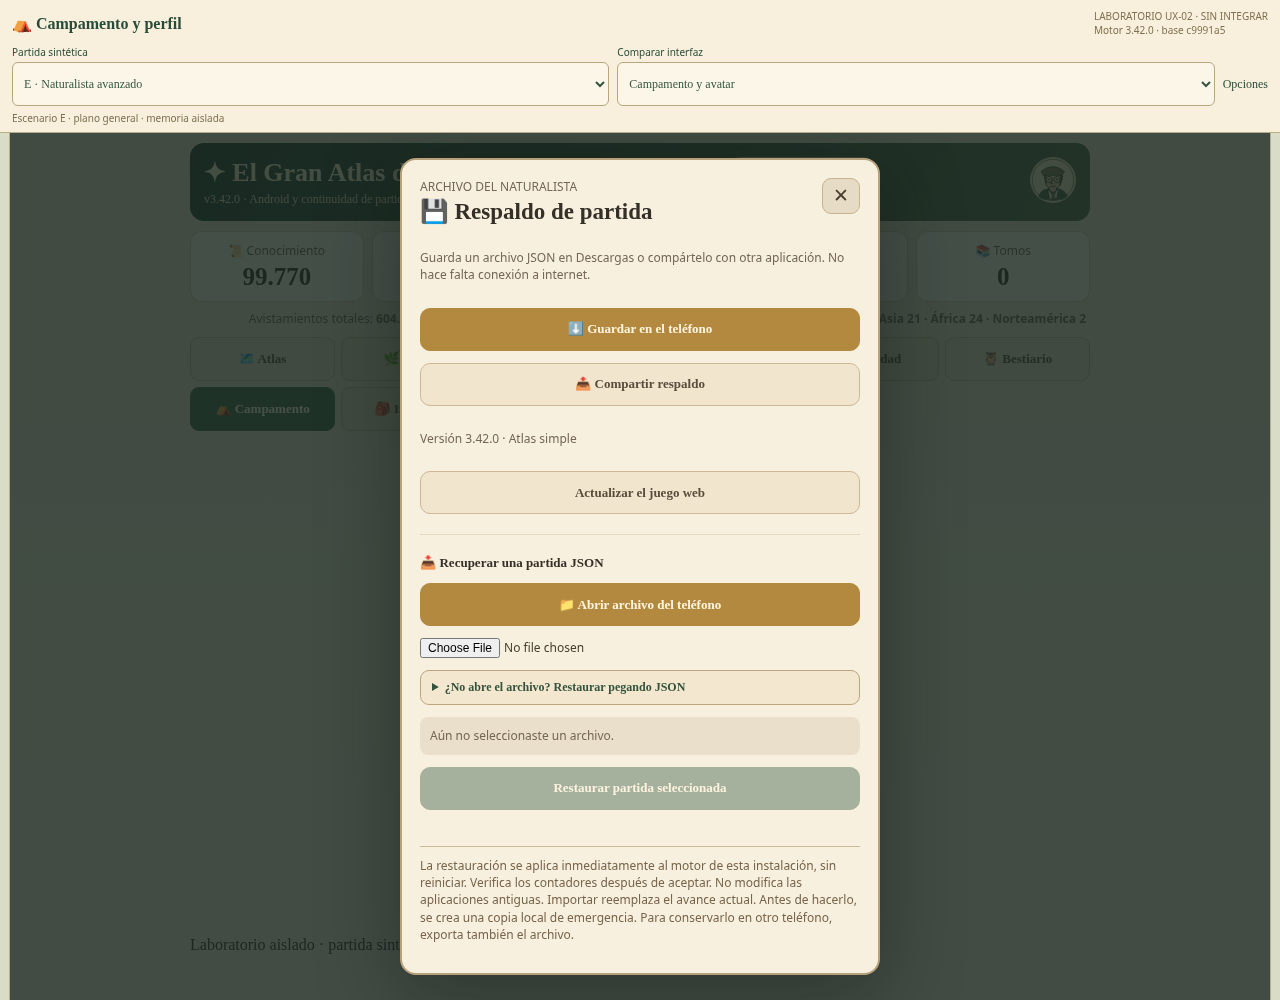 ⛺ Campamento y perfil
LABORATORIO UX-02 · SIN INTEGRAR
Motor 3.42.0 · base c9991a5
Partida sintética
Comparar interfaz
E · Naturalista avanzado
Campamento y avatar
Opciones
Escenario E · plano general · memoria aislada
✦ El Gran Atlas
v3.42.0 · Android y continuidad de
📜 Conocimiento
99.770
📚 Tomos
0
Avistamientos totales: 604.
Asia 21 · África 24 · Norteamérica 2
🗺️ Atlas
🦉 Bestiario
⛺ Campamento
ARCHIVO DEL NATURALISTA
💾 Respaldo de partida
✕
Guarda un archivo JSON en Descargas o compártelo con otra aplicación. No
hace falta conexión a internet.
⬇️ Guardar en el teléfono
📤 Compartir respaldo
Versión 3.42.0 · Atlas simple
Actualizar el juego web
📤 Recuperar una partida JSON
📁 Abrir archivo del teléfono
Choose File No file chosen
▶ ¿No abre el archivo? Restaurar pegando JSON
Aún no seleccionaste un archivo.
Restaurar partida seleccionada
La restauración se aplica inmediatamente al motor de esta instalación, sin
reiniciar. Verifica los contadores después de aceptar. No modifica las
aplicaciones antiguas. Importar reemplaza el avance actual. Antes de hacerlo,
se crea una copia local de emergencia. Para conservarlo en otro teléfono,
exporta también el archivo.
Laboratorio aislado · partida